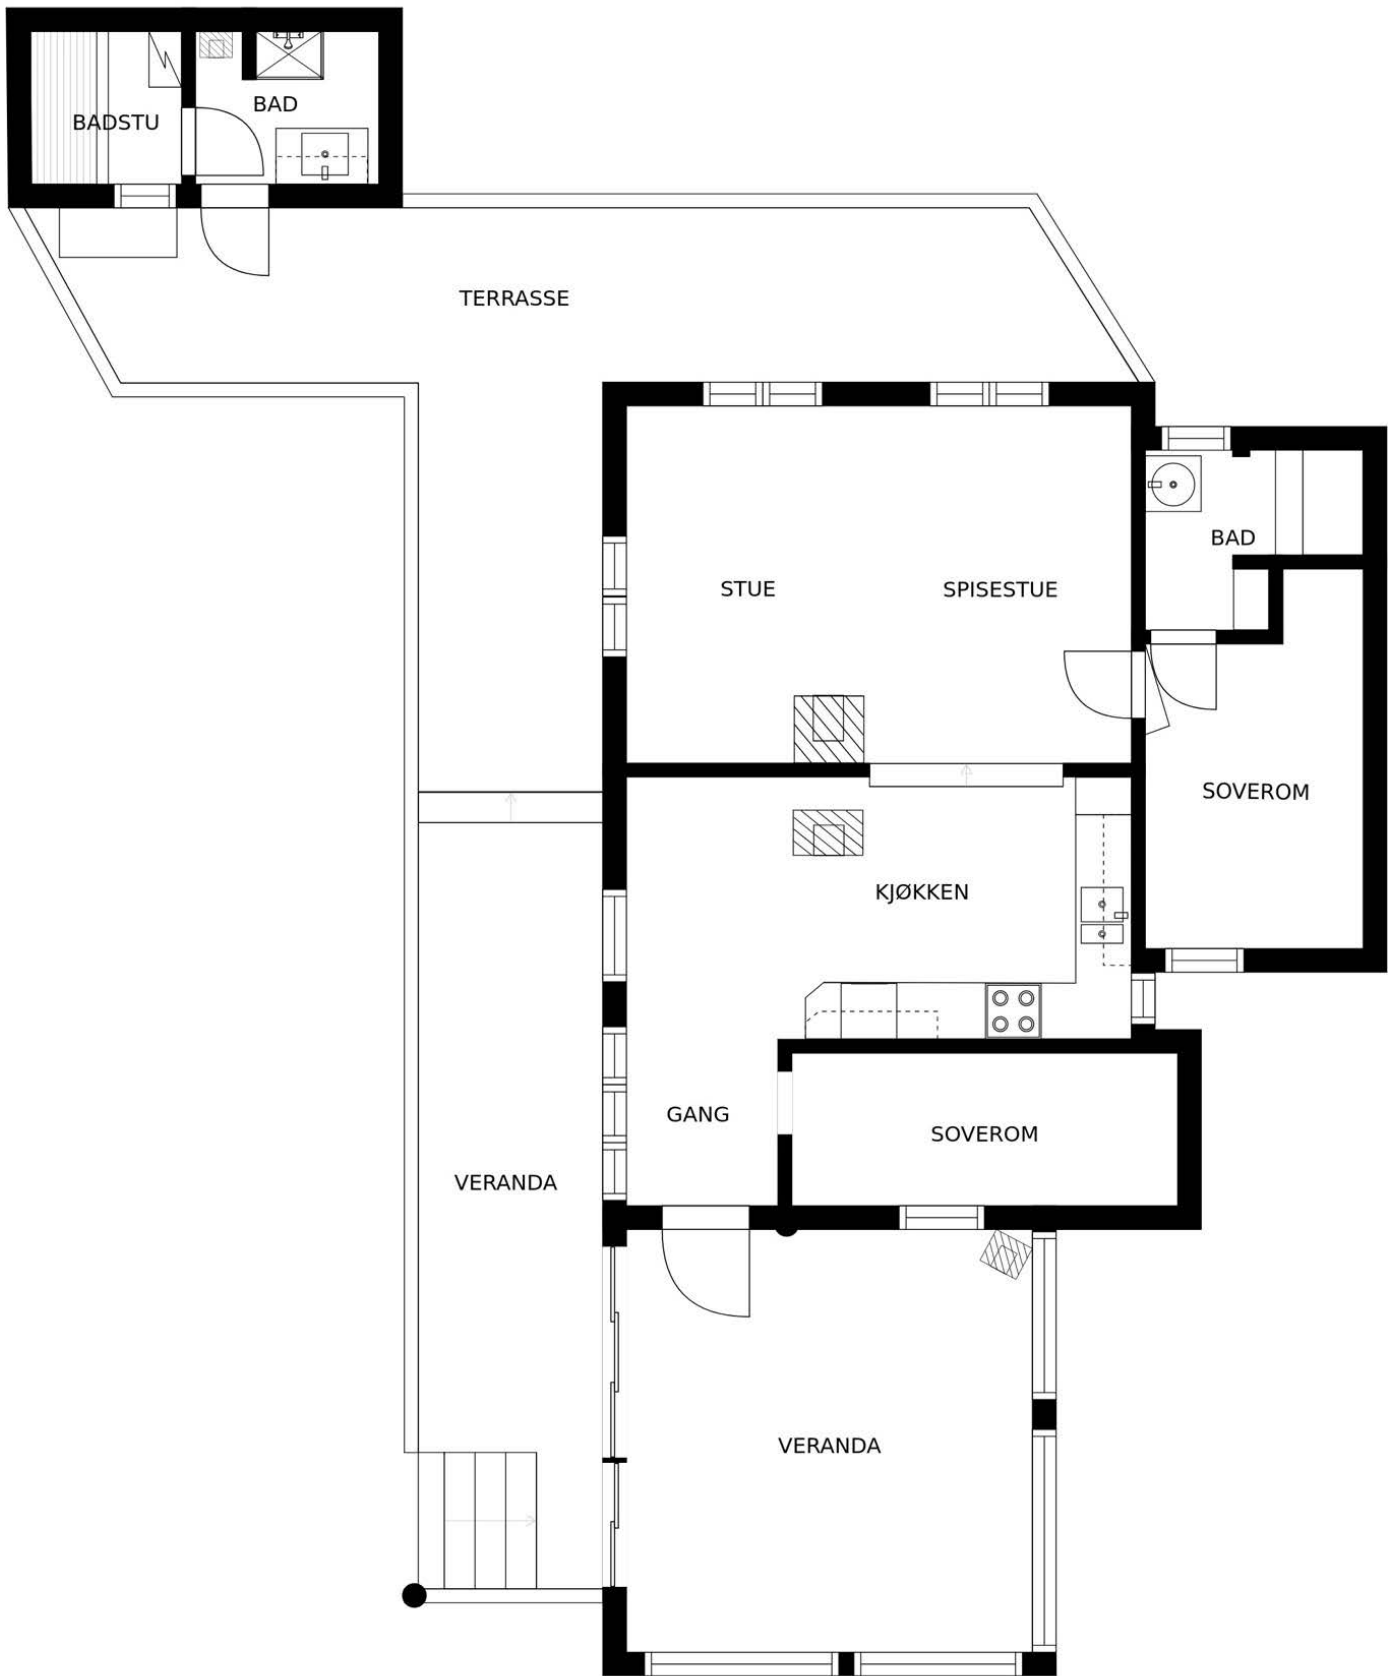 BAD
BADSTU
TERRASSE
BAD
STUE
SPISESTUE
SOVEROM
KJØKKEN
GANG
SOVEROM
VERANDA
VERANDA